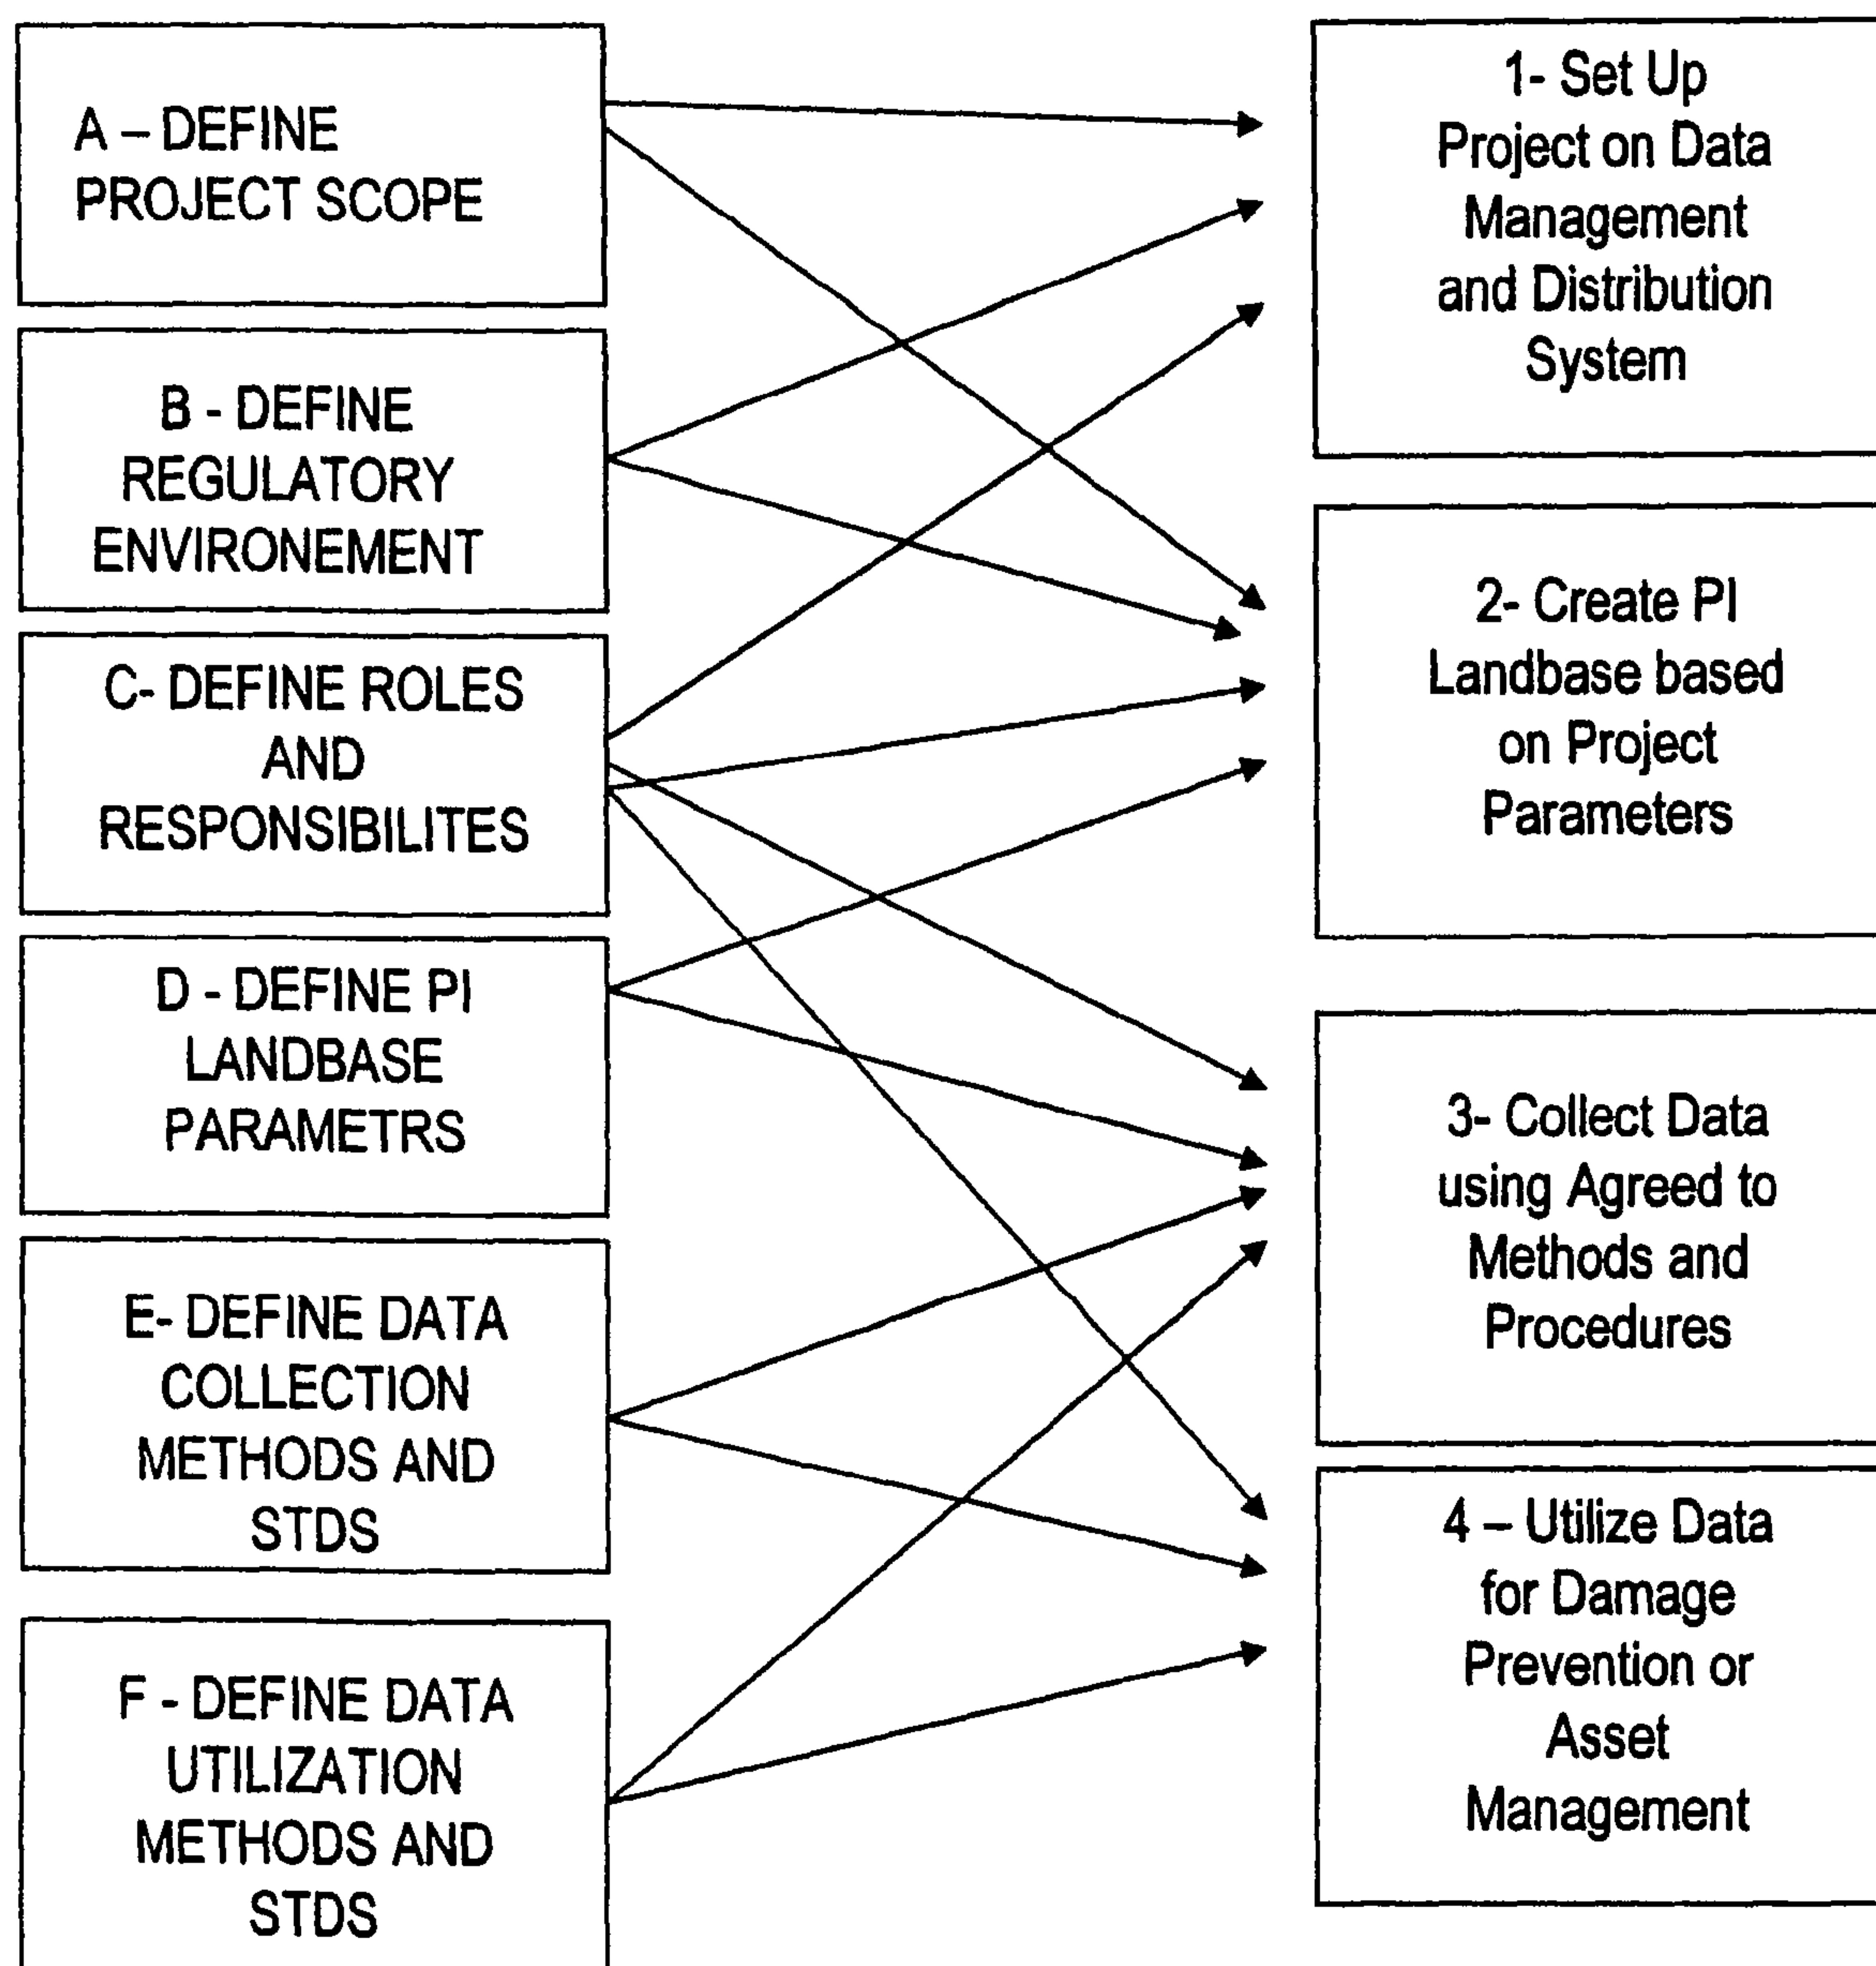 A – DEFINE
PROJECT SCOPE
B - DEFINE
REGULATORY
ENVIRONEMENT
C- DEFINE ROLES
AND
RESPONSIBILITES
D - DEFINE PI
LANDBASE
PARAMETRS
E- DEFINE DATA
COLLECTION
METHODS AND
STDS
F - DEFINE DATA
UTILIZATION
METHODS AND
STDS
1- Set Up
Project on Data
Management
and Distribution
System
2- Create PI
Landbase based
on Project
Parameters
3- Collect Data
using Agreed to
Methods and
Procedures
4 – Utilize Data
for Damage
Prevention or
Asset
Management